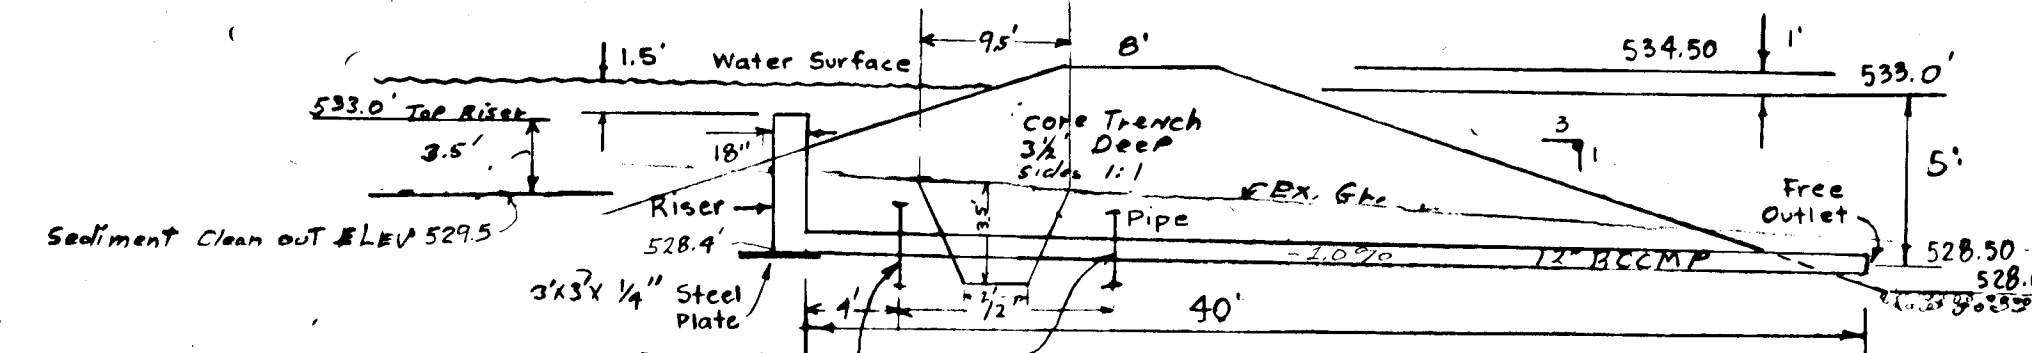 9.5'
8'
1'
534.50
1.5'
Water Surface
533.0'
533.0' Top Riser
Core Trench
3½' Deep
Sides 1:1
3
1
3.5'
18"
5'
Ex. Gr.
Free
Outlet
Riser
3.5'
Pipe
Sediment Clean out ELEV 529.5
528.4'
-1.0%
12" BCCMP
528.50
528.
3'x3'x 1/4" Steel
Plate
4'
40'